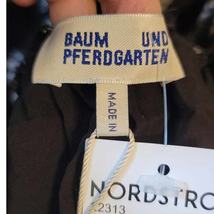 BAUM UND
PFERDGARTEN
MADE IN
NORDSTRO
2313